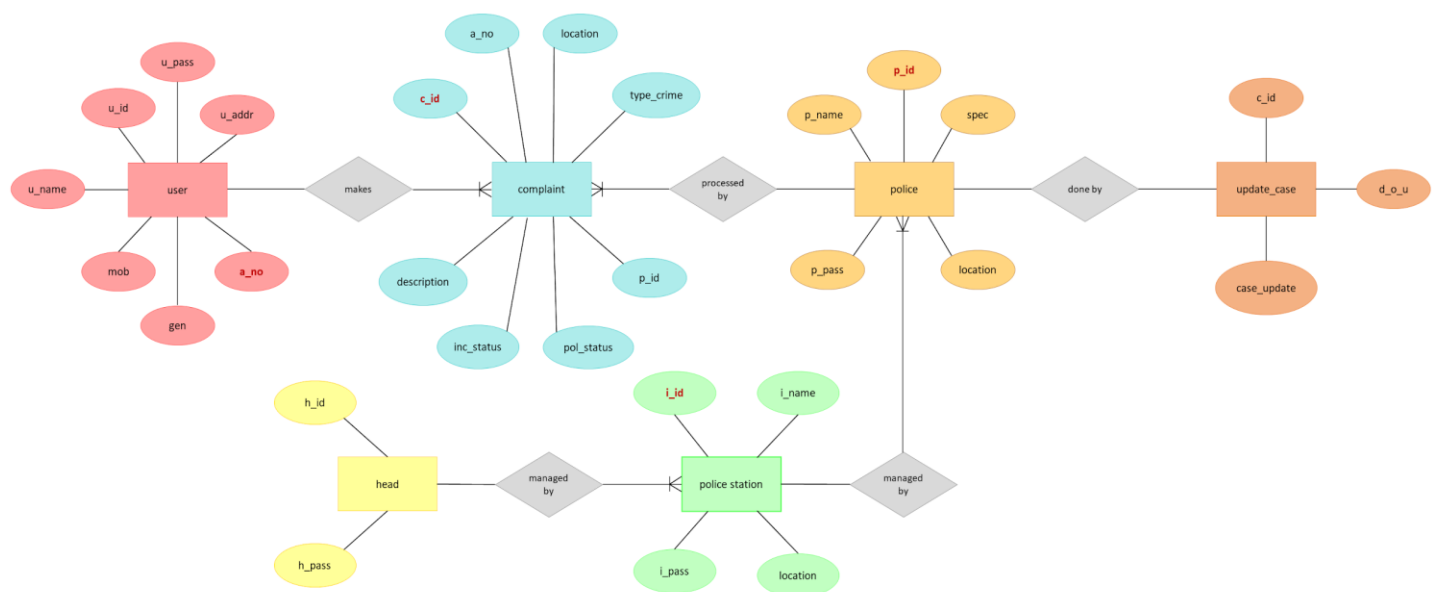 a_no
location
u_pass
p_id
c_id
type_crime
c_id
u_id
u_addr
p_name
spec
u_name
user
makes
complaint
processed
by
police
done by
update_case
d_o_u
mob
a_no
description
p_id
p_pass
location
case_update
gen
inc_status
pol_status
i_id
i_name
h_id
head
managed
by
police station
managed
by
h_pass
i_pass
location